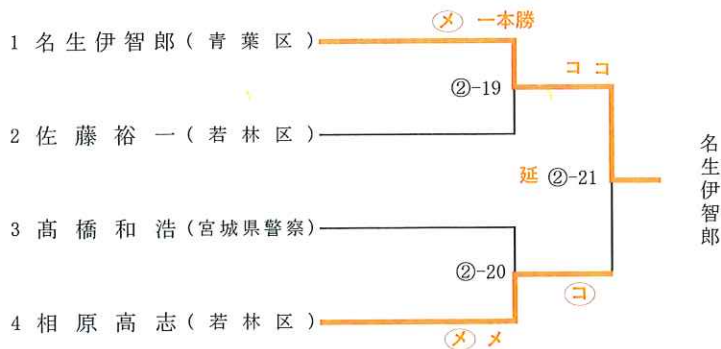 メ 一本勝
1 名生伊智郎 (青葉区)
ココ
②-19
2 佐藤裕一 (若林区)
延 ②-21
名生伊智郎
3 髙橋和浩 (宮城県警察)
②-20
コ
4 相原高志 (若林区)
メ メ